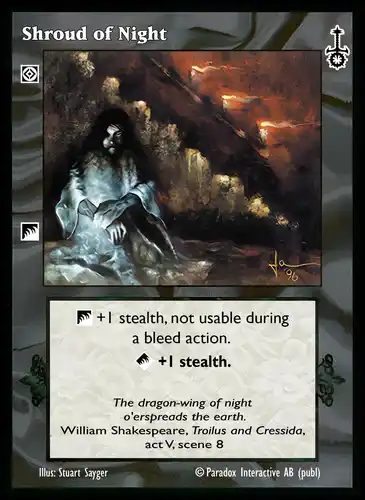 Shroud of Night
+1 stealth, not usable during
a bleed action.
+1 stealth.
The dragon-wing of night
o'erspreads the earth.
William Shakespeare, Troilus and Cressida,
act V, scene 8
Illus: Stuart Sayger
© Paradox Interactive AB (publ)